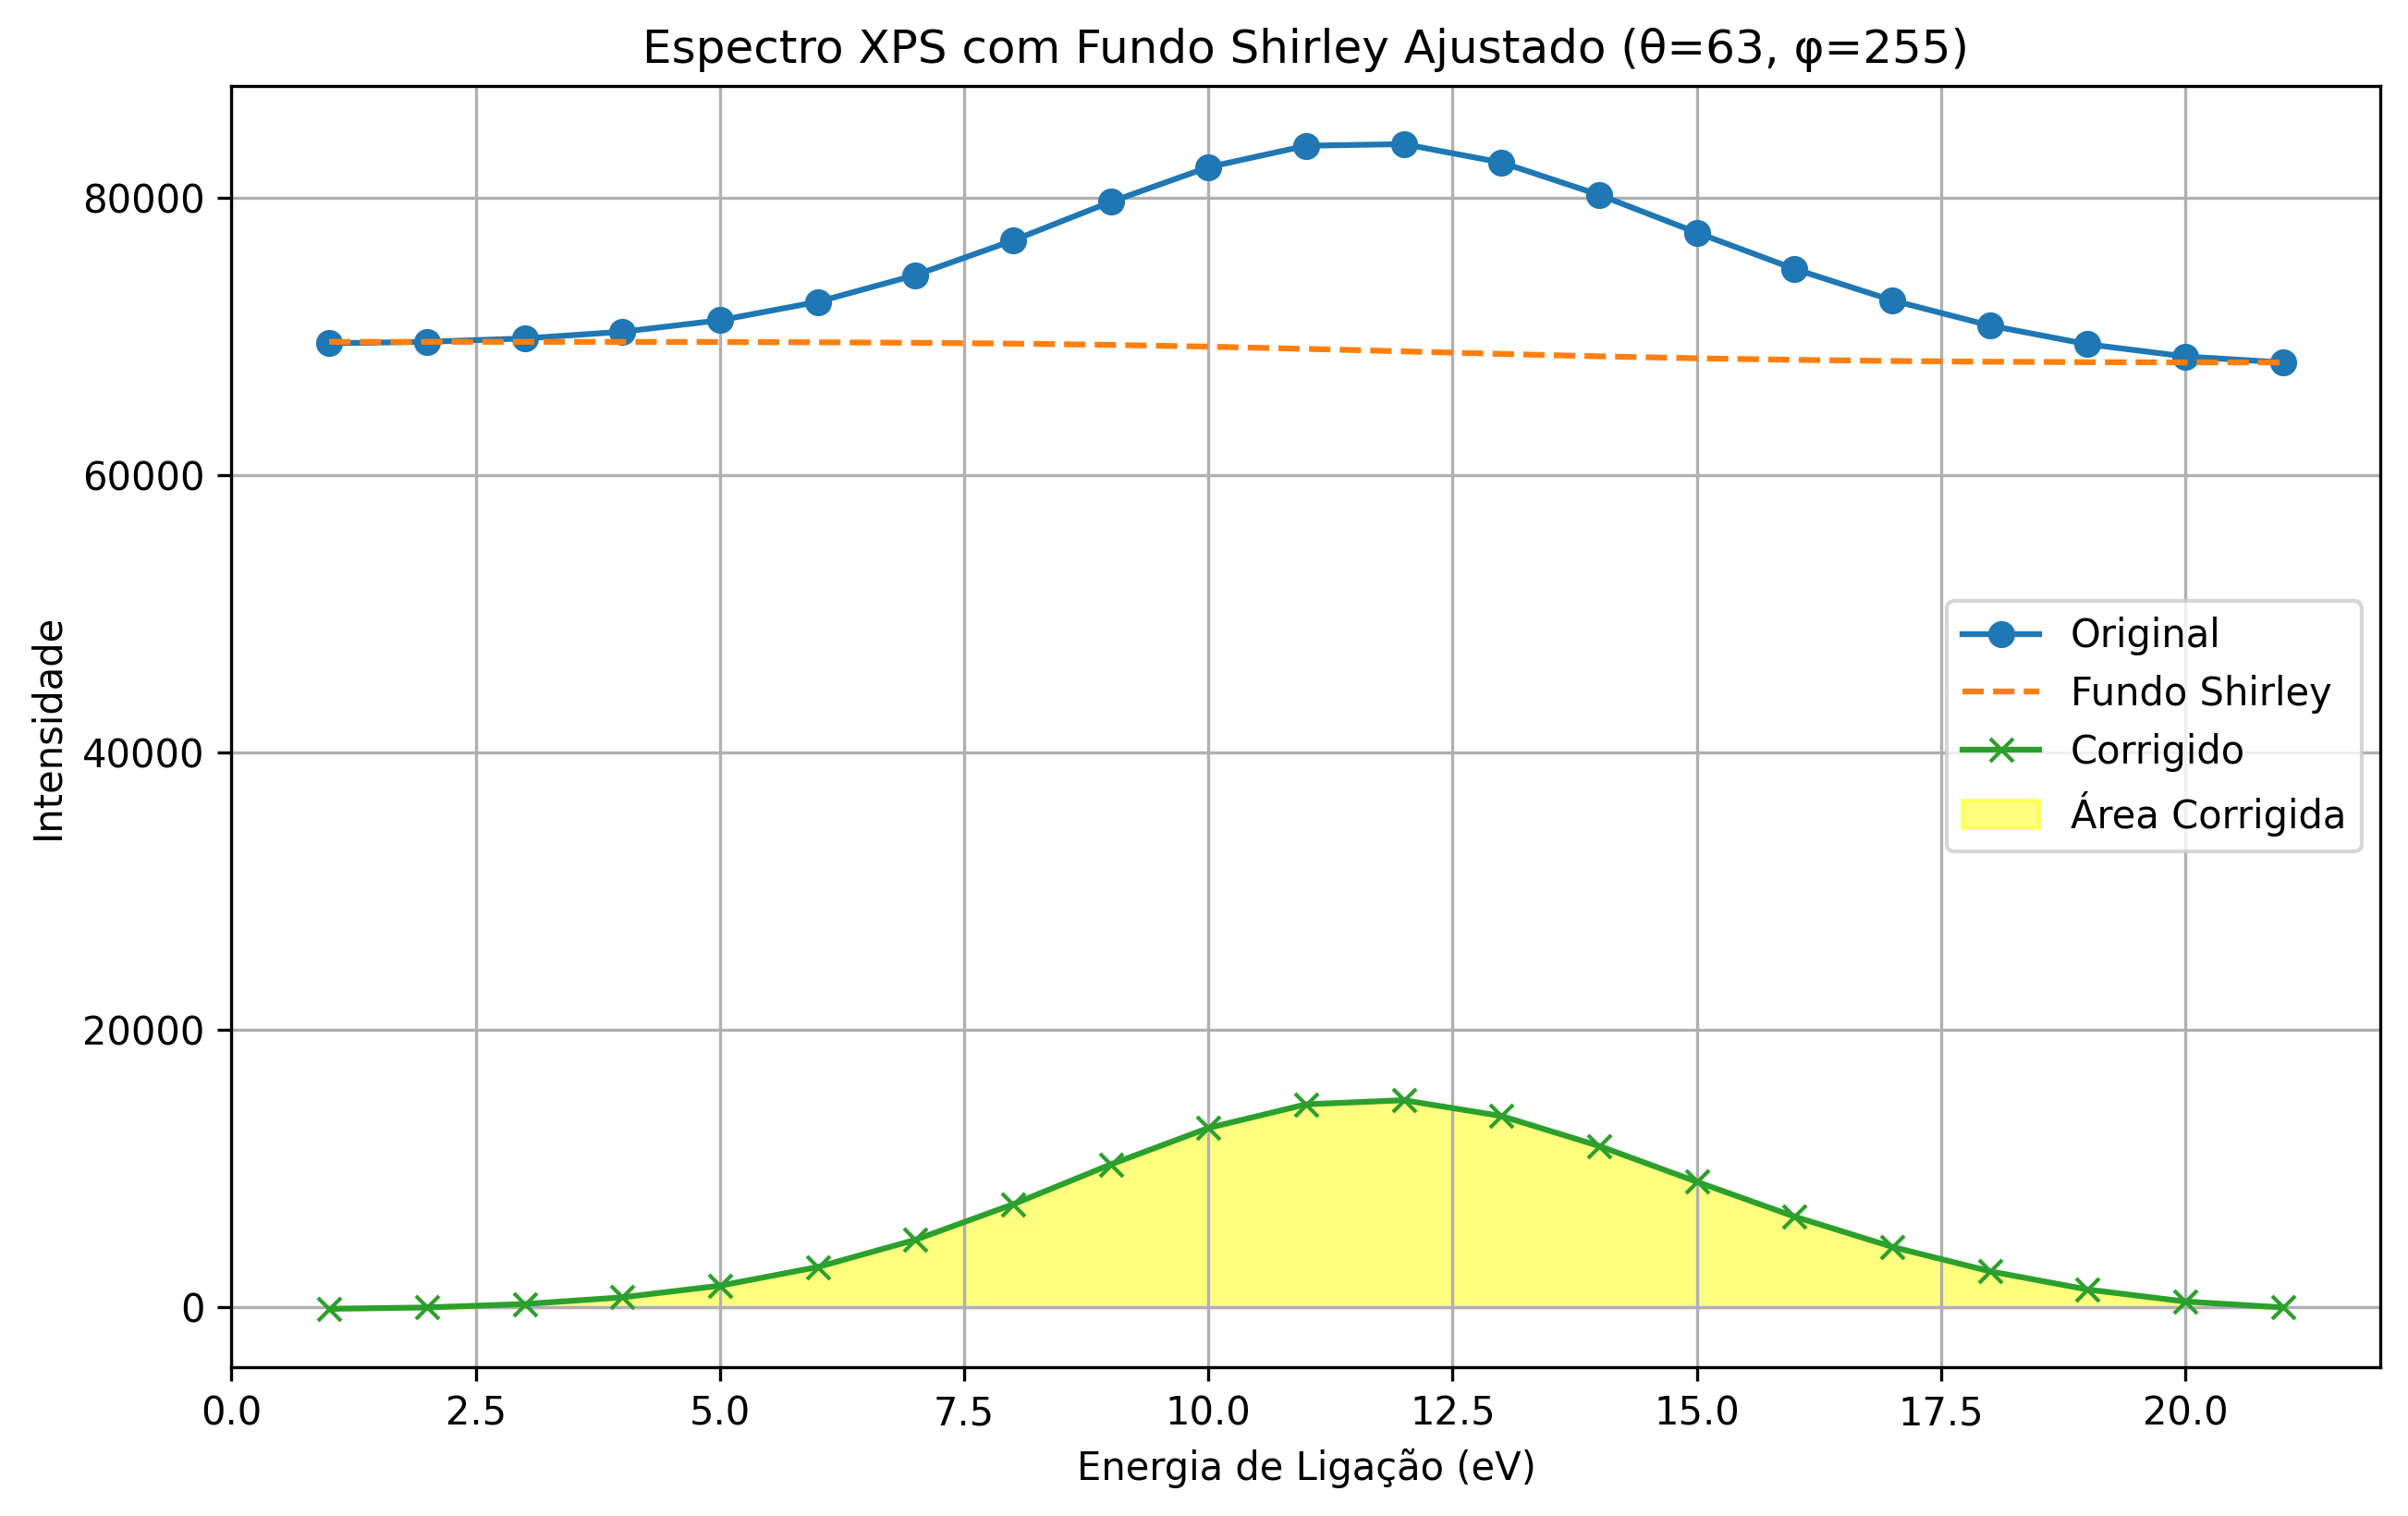 Espectro XPS com Fundo Shirley Ajustado (θ=63, φ=255)
80000
60000
40000
20000
0
Intensidade
Original
Fundo Shirley
Corrigido
Área Corrigida
0.0 2.5 5.0 7.5 10.0 12.5 15.0 17.5 20.0
Energia de Ligação (eV)